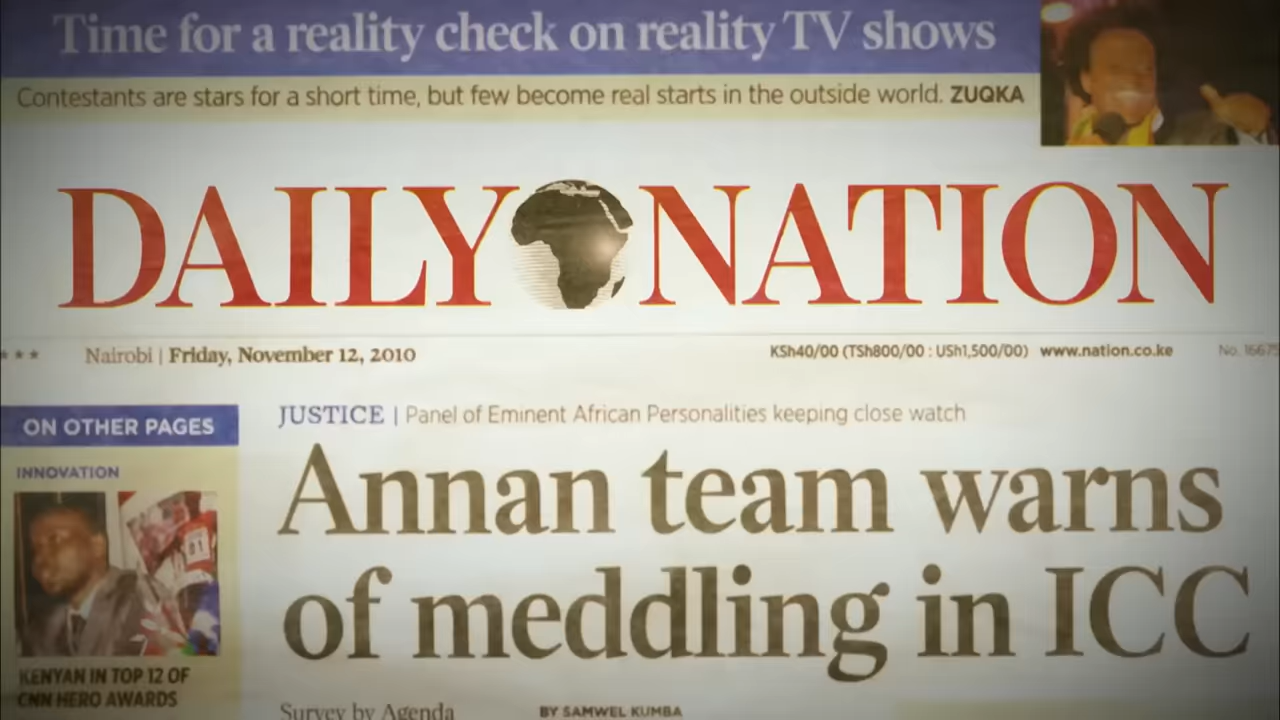 Time for a reality check on reality TV shows
Contestants are stars for a short time, but few become real starts in the outside world. ZUQKA
DAILY NATION
*** Nairobi | Friday, November 12, 2010 KSh40/00 (TSh800/00 : USh1,500/00) www.nation.co.ke No. 16675
ON OTHER PAGES
INNOVATION
KENYAN IN TOP 12 OF
CNN HERO AWARDS
JUSTICE | Panel of Eminent African Personalities keeping close watch
Annan team warns
of meddling in ICC
Survey by Agenda
BY SAMWEL KUMBA